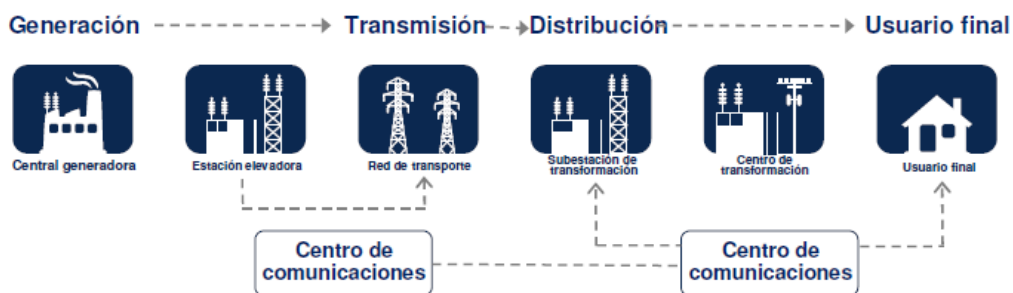 Generación Transmisión Distribución Usuario final
Central generadora
Estación elevadora
Red de transporte
Subestación de
transformación
Centro de
transformación
Usuario final
Centro de
comunicaciones
Centro de
comunicaciones